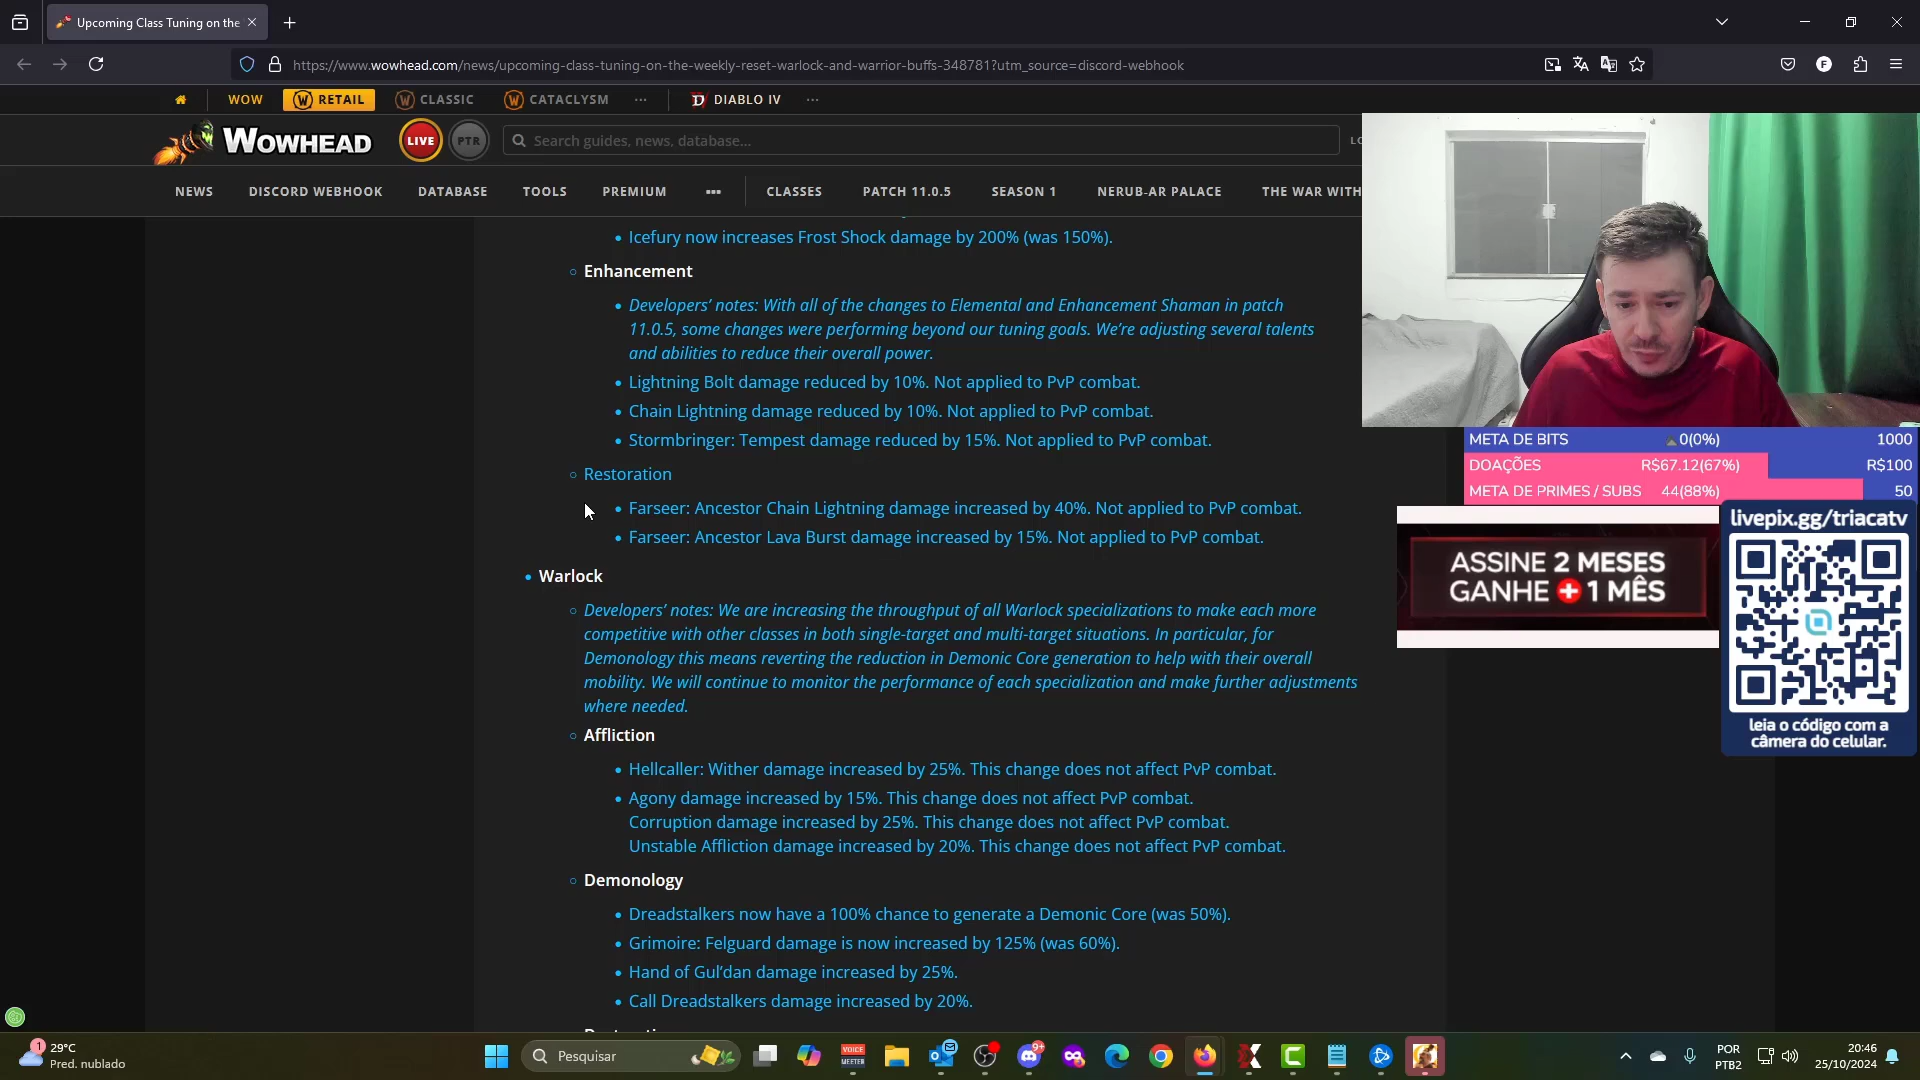 Upcoming Class Tuning on the
https://www.wowhead.com/news/upcoming-class-tuning-on-the-weekly-reset-warlock-and-warrior-buffs-348781?utm_source=discord-webhook
WOW
RETAIL
CLASSIC
CATACLYSM
DIABLO IV
WOWHEAD
LIVE
PTR
Search guides, news, database...
NEWS
DISCORD WEBHOOK
DATABASE
TOOLS
PREMIUM
CLASSES
PATCH 11.0.5
SEASON 1
NERUB-AR PALACE
THE WAR WITH
Icefury now increases Frost Shock damage by 200% (was 150%).
Enhancement
Developers’ notes: With all of the changes to Elemental and Enhancement Shaman in patch
11.0.5, some changes were performing beyond our tuning goals. We’re adjusting several talents
and abilities to reduce their overall power.
Lightning Bolt damage reduced by 10%. Not applied to PvP combat.
Chain Lightning damage reduced by 10%. Not applied to PvP combat.
Stormbringer: Tempest damage reduced by 15%. Not applied to PvP combat.
Restoration
Farseer: Ancestor Chain Lightning damage increased by 40%. Not applied to PvP combat.
Farseer: Ancestor Lava Burst damage increased by 15%. Not applied to PvP combat.
Warlock
Developers’ notes: We are increasing the throughput of all Warlock specializations to make each more
competitive with other classes in both single-target and multi-target situations. In particular, for
Demonology this means reverting the reduction in Demonic Core generation to help with their overall
mobility. We will continue to monitor the performance of each specialization and make further adjustments
where needed.
Affliction
Hellcaller: Wither damage increased by 25%. This change does not affect PvP combat.
Agony damage increased by 15%. This change does not affect PvP combat.
Corruption damage increased by 25%. This change does not affect PvP combat.
Unstable Affliction damage increased by 20%. This change does not affect PvP combat.
Demonology
Dreadstalkers now have a 100% chance to generate a Demonic Core (was 50%).
Grimoire: Felguard damage is now increased by 125% (was 60%).
Hand of Gul’dan damage increased by 25%.
Call Dreadstalkers damage increased by 20%.
META DE BITS 0(0%) 1000
DOAÇÕES R$67.12(67%) R$100
META DE PRIMES / SUBS 44(88%) 50
ASSINE 2 MESES
GANHE + 1 MÊS
livepix.gg/triacatv
leia o código com a
câmera do celular.
1
29°C
Pred. nublado
Pesquisar
VOICE
MEETER
9+
POR
PTB2
20:46
25/10/2024